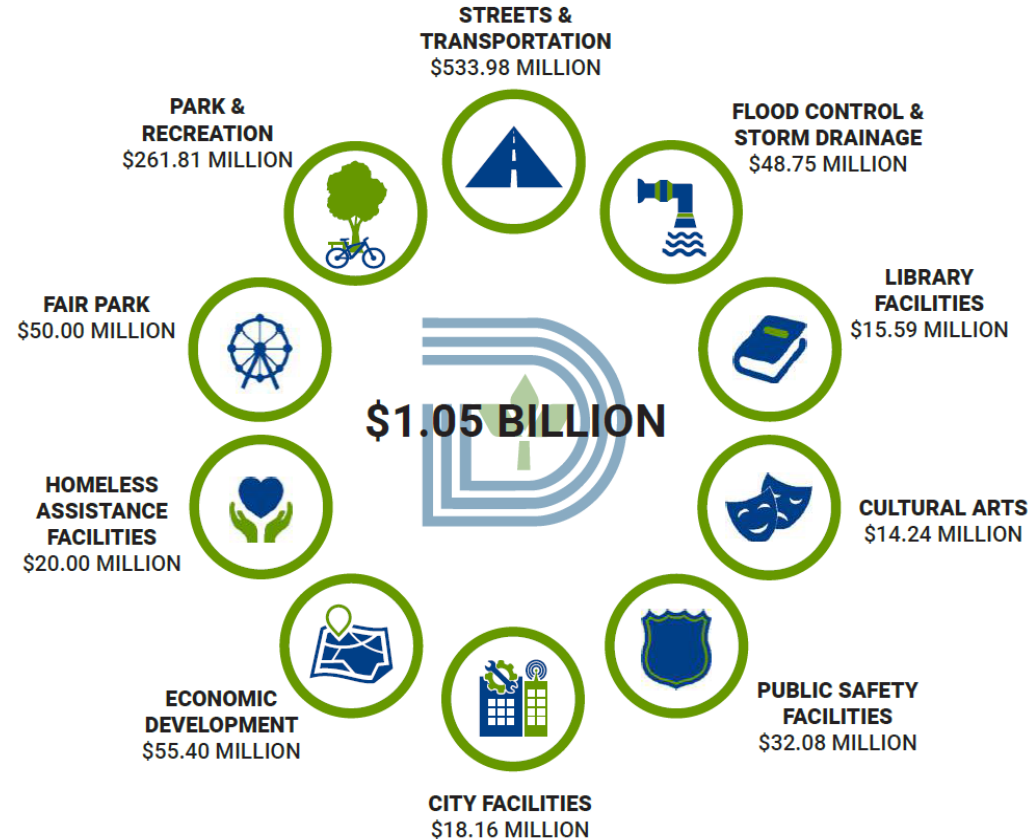 STREETS &
TRANSPORTATION
$533.98 MILLION
FLOOD CONTROL &
STORM DRAINAGE
$48.75 MILLION
LIBRARY
FACILITIES
$15.59 MILLION
CULTURAL ARTS
$14.24 MILLION
PUBLIC SAFETY
FACILITIES
$32.08 MILLION
CITY FACILITIES
$18.16 MILLION
ECONOMIC
DEVELOPMENT
$55.40 MILLION
HOMELESS
ASSISTANCE
FACILITIES
$20.00 MILLION
FAIR PARK
$50.00 MILLION
PARK &
RECREATION
$261.81 MILLION
$1.05 BILLION